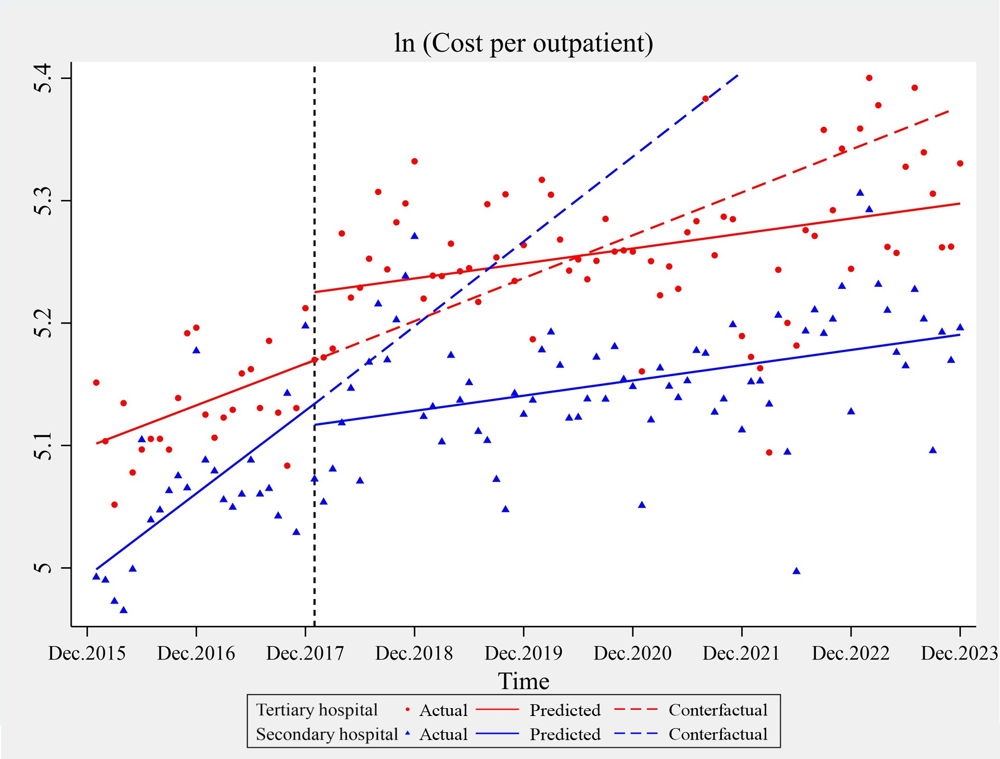 ln (Cost per outpatient)
5.4
5.3
5.2
5.1
5
Dec.2015 Dec.2016 Dec.2017 Dec.2018 Dec.2019 Dec.2020 Dec.2021 Dec.2022 Dec.2023
Time
Tertiary hospital Actual Predicted Conterfactual
Secondary hospital Actual Predicted Conterfactual